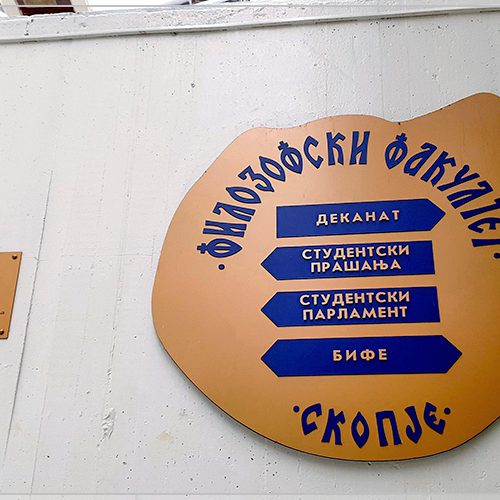 ·ФИЛОЗОФСКИ ФАКУЛТЕТ·
ДЕКАНАТ
СТУДЕНТСКИ
ПРАШАЊА
СТУДЕНТСКИ
ПАРЛАМЕНТ
БИФЕ
·СКОПЈЕ·